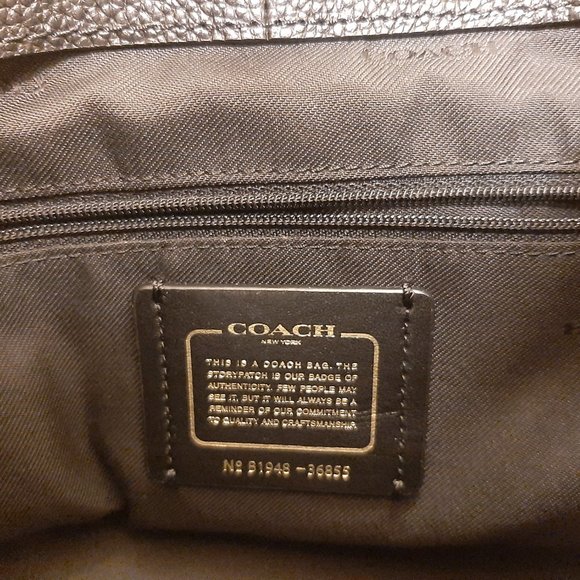 COACH
COACH
NEW YORK
THIS IS A COACH BAG. THE
STORYPATCH IS OUR BADGE OF
AUTHENTICITY. FEW PEOPLE MAY
SEE IT, BUT IT WILL ALWAYS BE A
REMINDER OF OUR COMMITMENT
TO QUALITY AND CRAFTSMANSHIP.
Nº B1948 -36855